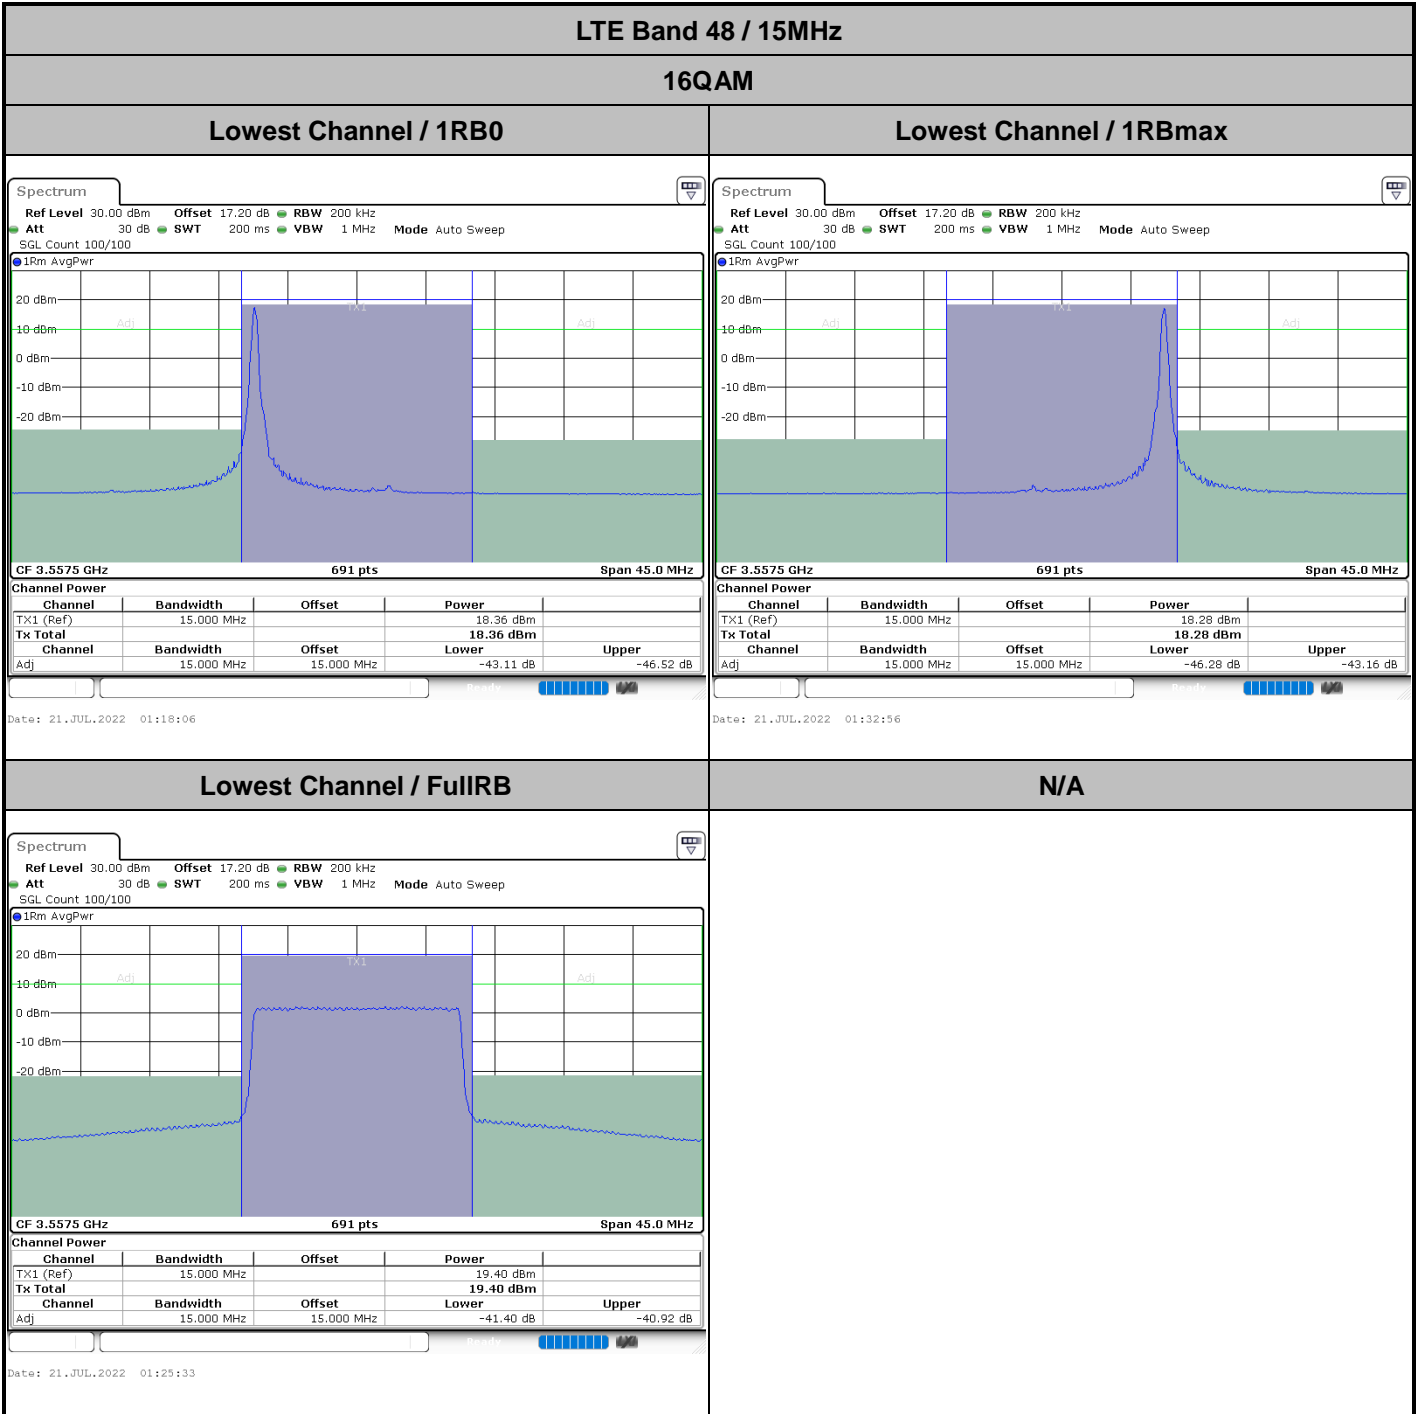 LTE Band 48 / 15MHz
16QAM
Lowest Channel / 1RB0
Lowest Channel / 1RBmax
Spectrum
Ref Level 30.00 dBm Offset 17.20 dB RBW 200 kHz
Att 30 dB SWT 200 ms VBW 1 MHz Mode Auto Sweep
SGL Count 100/100
1Rm AvgPwr
20 dBm
10 dBm
0 dBm
-10 dBm
-20 dBm
Adj
TX1
Adj
CF 3.5575 GHz 691 pts Span 45.0 MHz
Channel Power
Channel Bandwidth Offset Power
TX1 (Ref) 15.000 MHz 18.36 dBm
Tx Total 18.36 dBm
Channel Bandwidth Offset Lower Upper
Adj 15.000 MHz 15.000 MHz -43.11 dB -46.52 dB
Ready
Date: 21.JUL.2022 01:18:06
Spectrum
Ref Level 30.00 dBm Offset 17.20 dB RBW 200 kHz
Att 30 dB SWT 200 ms VBW 1 MHz Mode Auto Sweep
SGL Count 100/100
1Rm AvgPwr
20 dBm
10 dBm
0 dBm
-10 dBm
-20 dBm
Adj
TX1
Adj
CF 3.5575 GHz 691 pts Span 45.0 MHz
Channel Power
Channel Bandwidth Offset Power
TX1 (Ref) 15.000 MHz 18.28 dBm
Tx Total 18.28 dBm
Channel Bandwidth Offset Lower Upper
Adj 15.000 MHz 15.000 MHz -46.28 dB -43.16 dB
Ready
Date: 21.JUL.2022 01:32:56
Lowest Channel / FullRB
N/A
Spectrum
Ref Level 30.00 dBm Offset 17.20 dB RBW 200 kHz
Att 30 dB SWT 200 ms VBW 1 MHz Mode Auto Sweep
SGL Count 100/100
1Rm AvgPwr
20 dBm
10 dBm
0 dBm
-10 dBm
-20 dBm
Adj
TX1
Adj
CF 3.5575 GHz 691 pts Span 45.0 MHz
Channel Power
Channel Bandwidth Offset Power
TX1 (Ref) 15.000 MHz 19.40 dBm
Tx Total 19.40 dBm
Channel Bandwidth Offset Lower Upper
Adj 15.000 MHz 15.000 MHz -41.40 dB -40.92 dB
Ready
Date: 21.JUL.2022 01:25:33